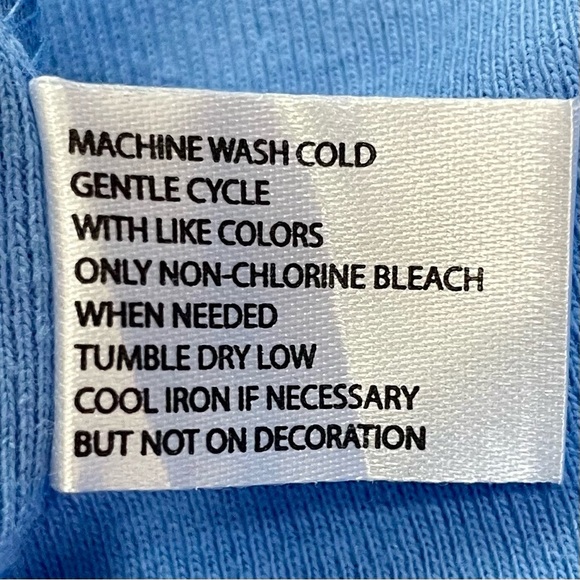 MACHINE WASH COLD
GENTLE CYCLE
WITH LIKE COLORS
ONLY NON-CHLORINE BLEACH
WHEN NEEDED
TUMBLE DRY LOW
COOL IRON IF NECESSARY
BUT NOT ON DECORATION